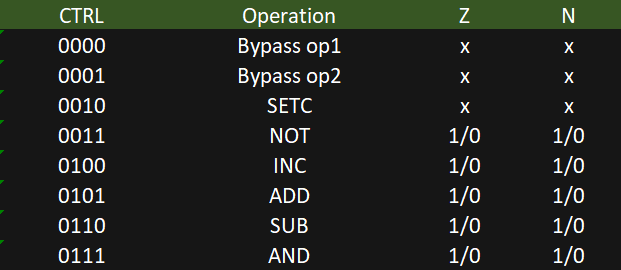 CTRL Operation Z N
0000 Bypass op1 x x
0001 Bypass op2 x x
0010 SETC x x
0011 NOT 1/0 1/0
0100 INC 1/0 1/0
0101 ADD 1/0 1/0
0110 SUB 1/0 1/0
0111 AND 1/0 1/0